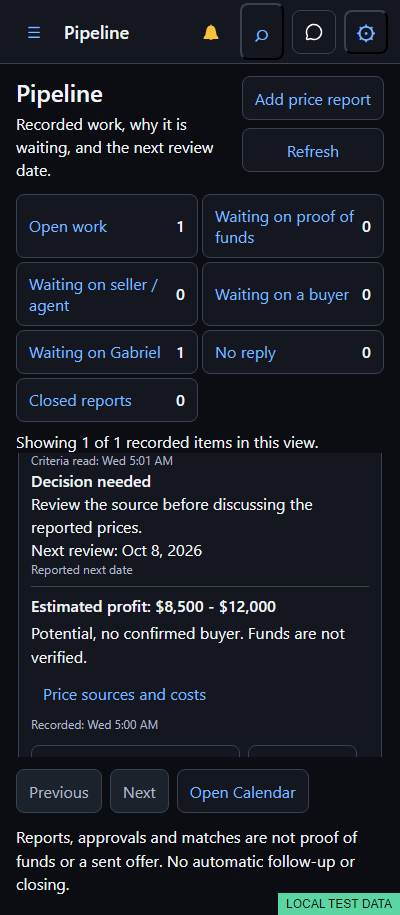 Pipeline
Pipeline
Add price report
Recorded work, why it is
waiting, and the next review
date.
Refresh
Open work 1
Waiting on proof of
funds 0
Waiting on seller /
agent 0
Waiting on a buyer 0
Waiting on Gabriel 1
No reply 0
Closed reports 0
Showing 1 of 1 recorded items in this view.
Criteria read: Wed 5:01 AM
Decision needed
Review the source before discussing the
reported prices.
Next review: Oct 8, 2026
Reported next date
Estimated profit: $8,500 - $12,000
Potential, no confirmed buyer. Funds are not
verified.
Price sources and costs
Recorded: Wed 5:00 AM
Previous
Next
Open Calendar
Reports, approvals and matches are not proof of
funds or a sent offer. No automatic follow-up or
closing.
LOCAL TEST DATA